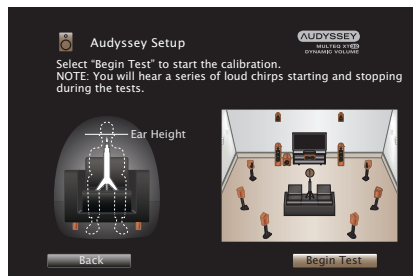 Audyssey Setup
AUDYSSEY
MULTEQ XT32
DYNAMIC VOLUME
Select “Begin Test” to start the calibration.
NOTE: You will hear a series of loud chirps starting and stopping
during the tests.
Ear Height
Back
Begin Test